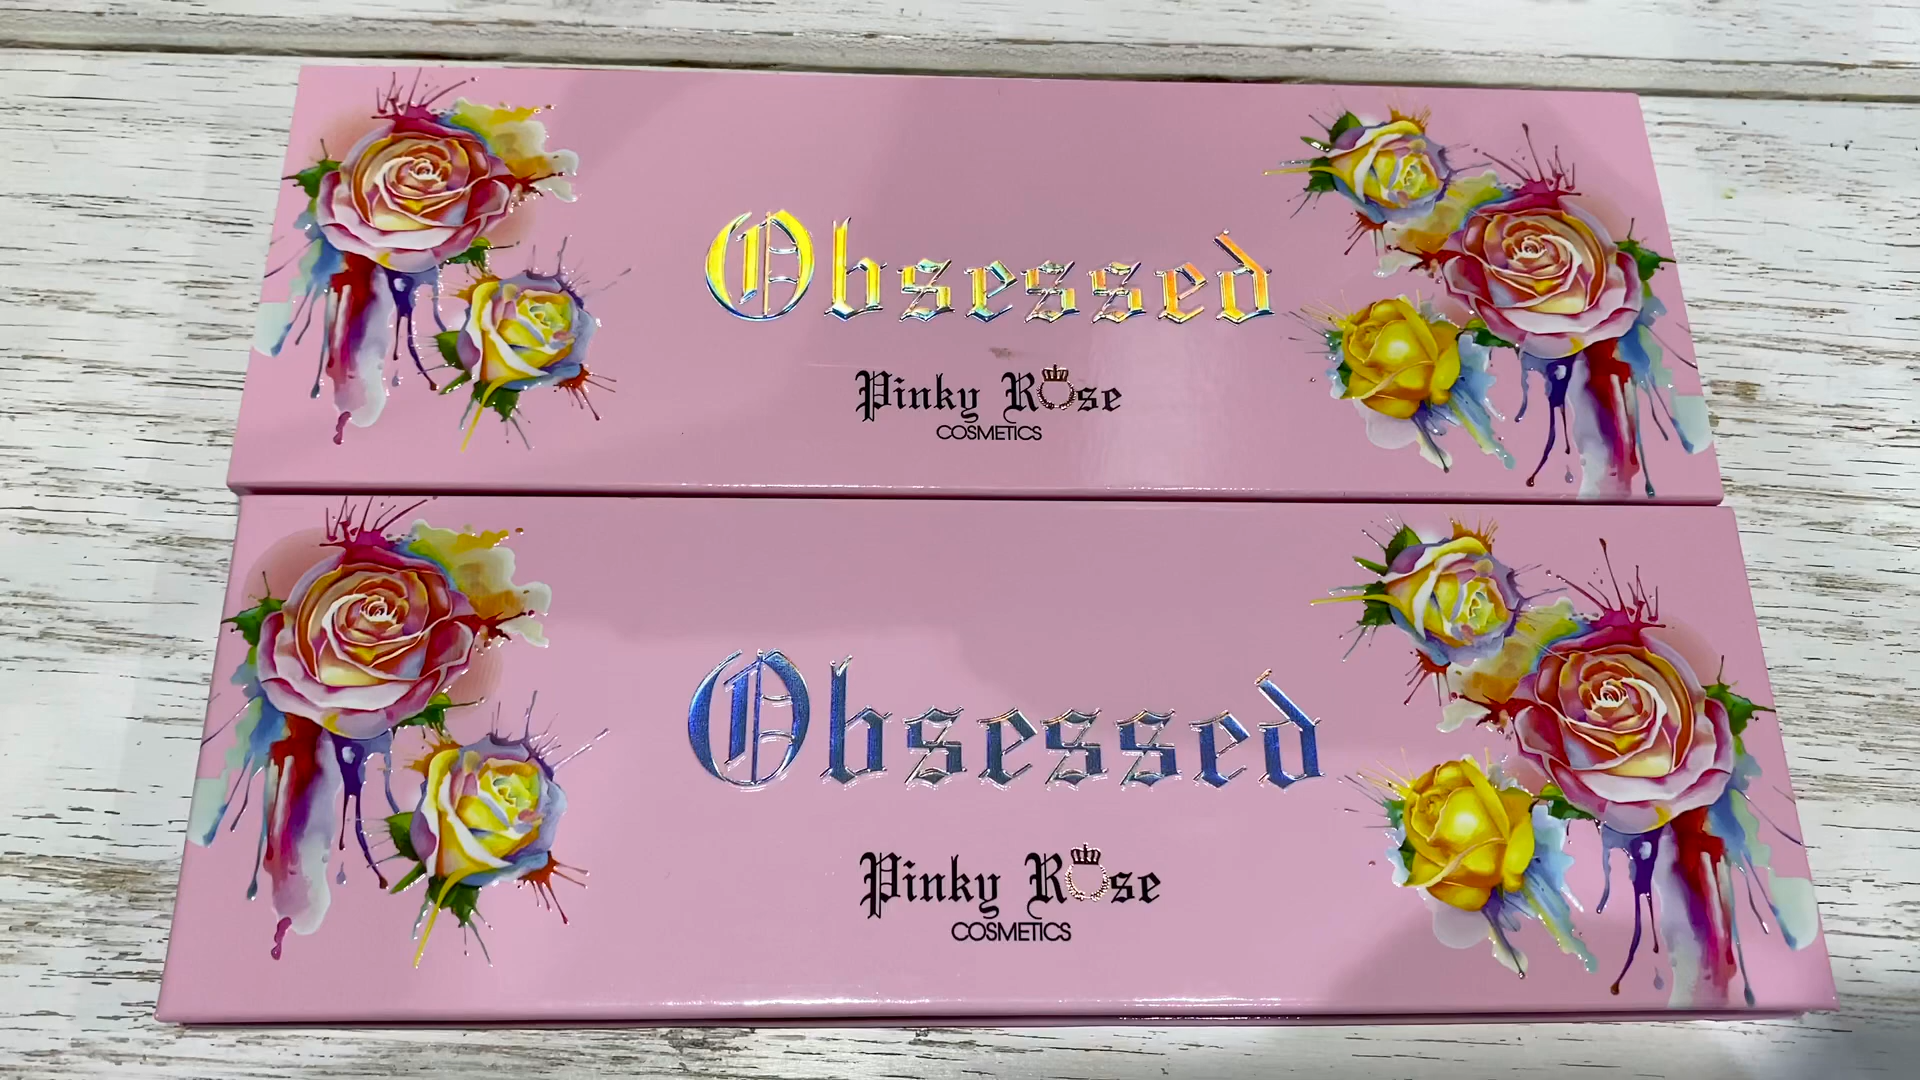 Obsessed
Pinky Rose
COSMETICS
Obsessed
Pinky Rose
COSMETICS